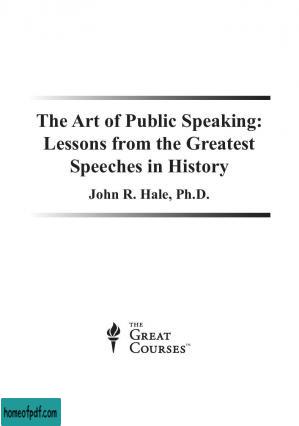 The Art of Public Speaking:
Lessons from the Greatest
Speeches in History
John R. Hale, Ph.D.
THE
GREAT
COURSES™
homeofpdf.com